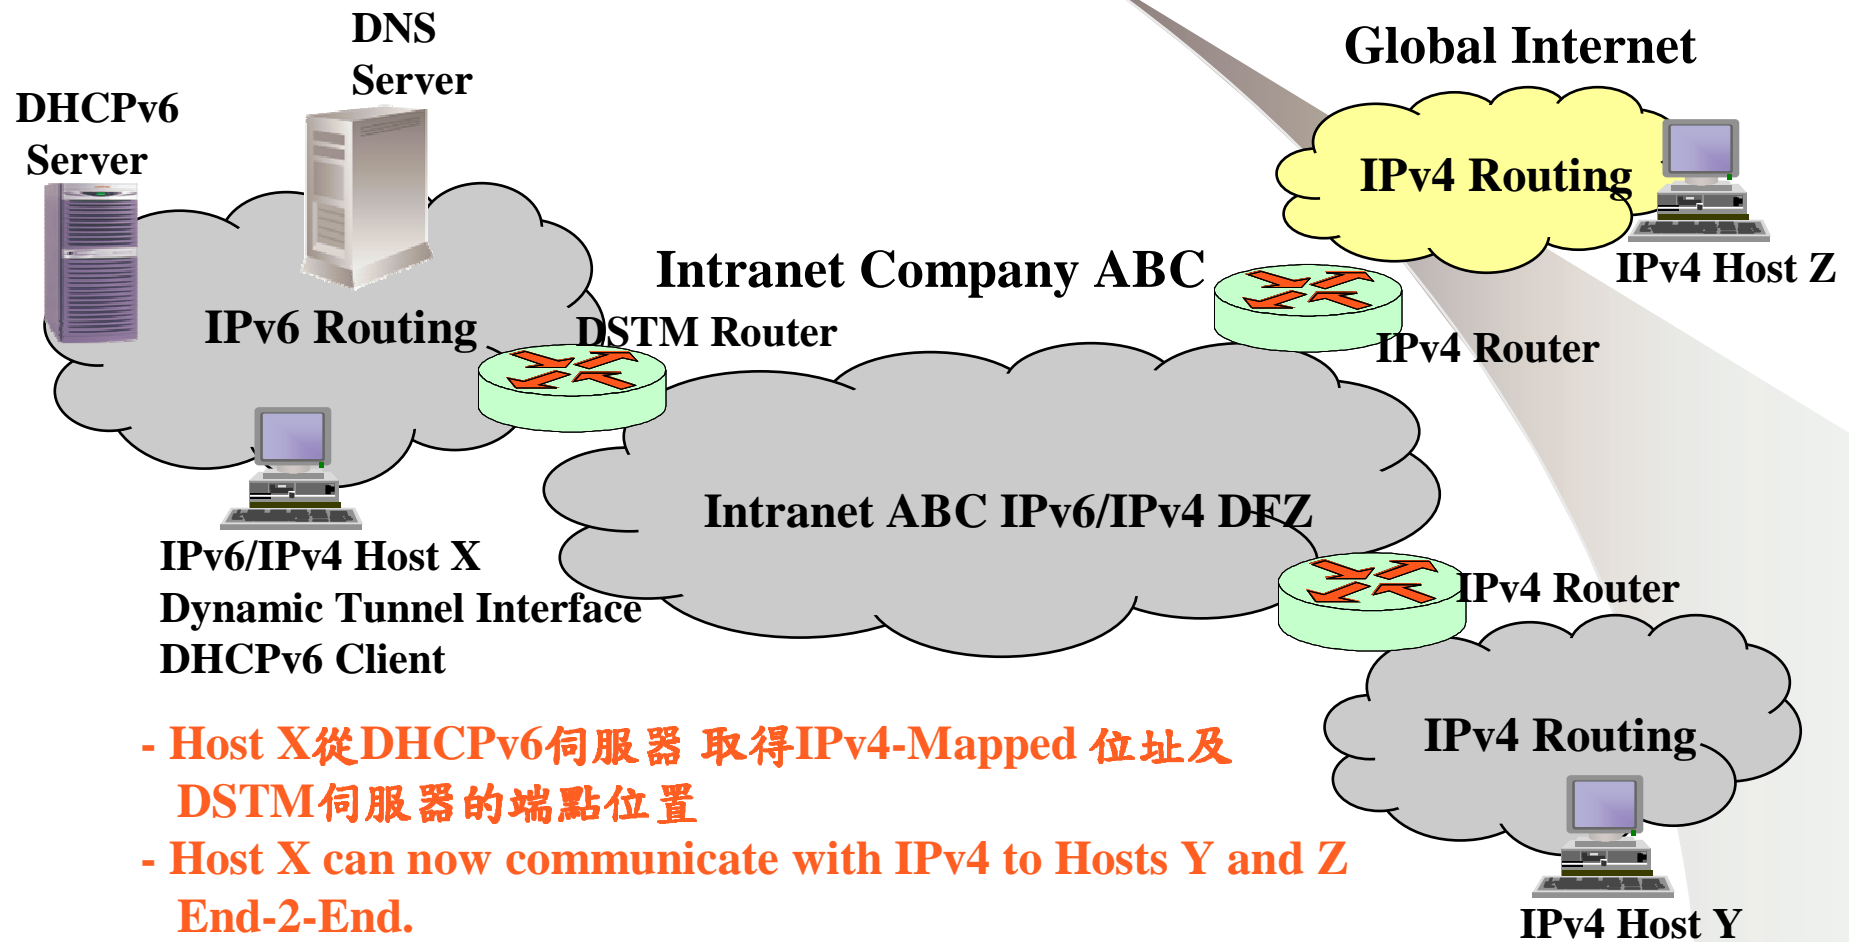 DNS
Server
Global Internet
DHCPv6
Server
IPv4 Routing
Intranet Company ABC
IPv4 Host Z
IPv6 Routing
DSTM Router
IPv4 Router
Intranet ABC IPv6/IPv4 DFZ
IPv6/IPv4 Host X
Dynamic Tunnel Interface
DHCPv6 Client
IPv4 Router
IPv4 Routing
- Host X從DHCPv6伺服器 取得IPv4-Mapped 位址及
DSTM伺服器的端點位置
- Host X can now communicate with IPv4 to Hosts Y and Z
End-2-End.
IPv4 Host Y